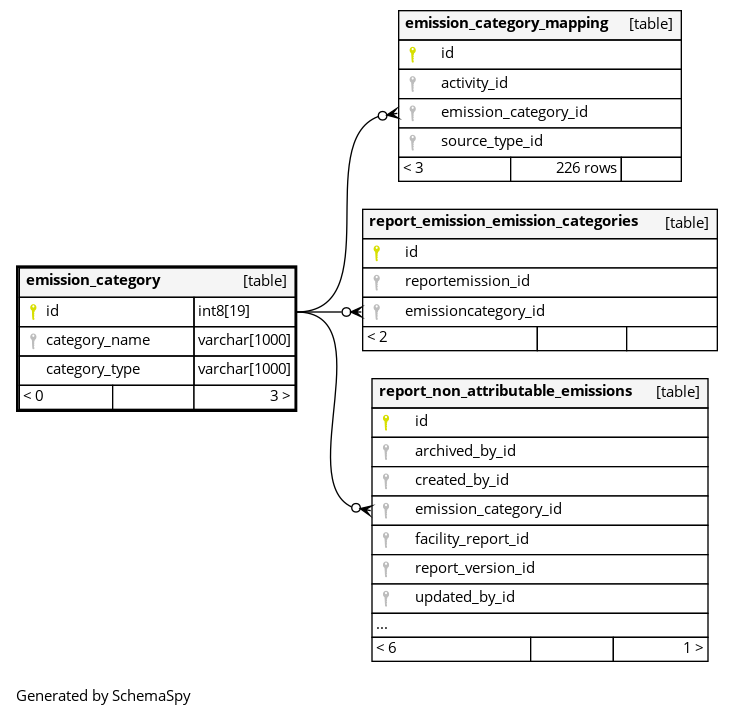 emission_category_mapping [table]
id
activity_id
emission_category_id
source_type_id
< 3 226 rows
report_emission_emission_categories [table]
id
reportemission_id
emissioncategory_id
< 2
emission_category [table]
id int8[19]
category_name varchar[1000]
category_type varchar[1000]
< 0 3 >
report_non_attributable_emissions [table]
id
archived_by_id
created_by_id
emission_category_id
facility_report_id
report_version_id
updated_by_id
...
< 6 1 >
Generated by SchemaSpy